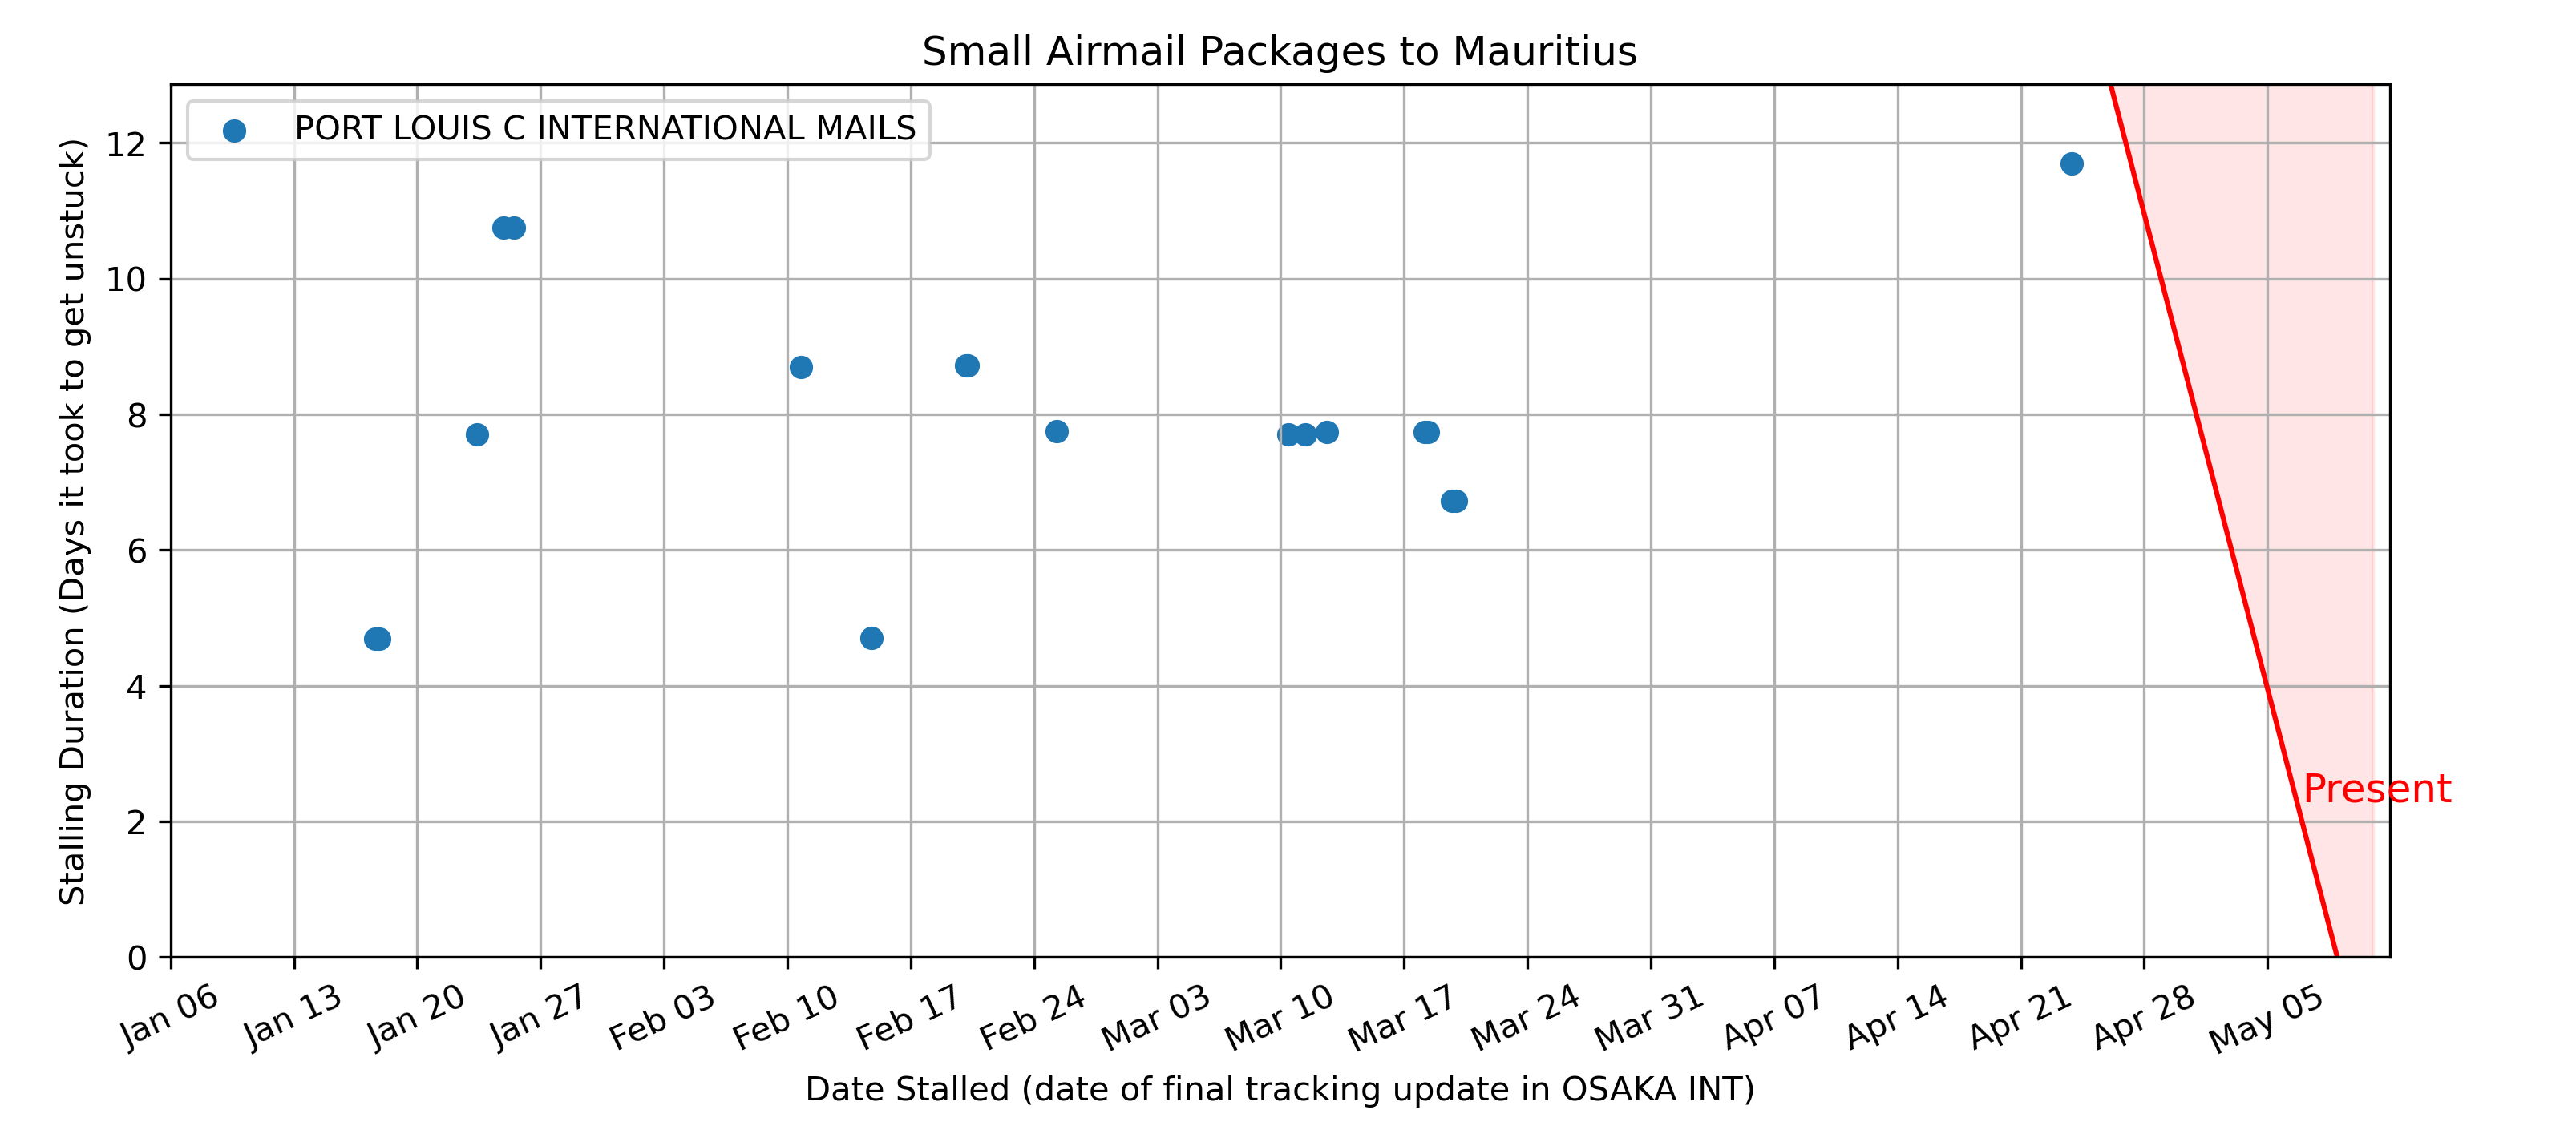 Small Airmail Packages to Mauritius
PORT LOUIS C INTERNATIONAL MAILS
Stalling Duration (Days it took to get unstuck)
12
10
8
6
4
2
0
Present
Jan 06
Jan 13
Jan 20
Jan 27
Feb 03
Feb 10
Feb 17
Feb 24
Mar 03
Mar 10
Mar 17
Mar 24
Mar 31
Apr 07
Apr 14
Apr 21
Apr 28
May 05
Date Stalled (date of final tracking update in OSAKA INT)